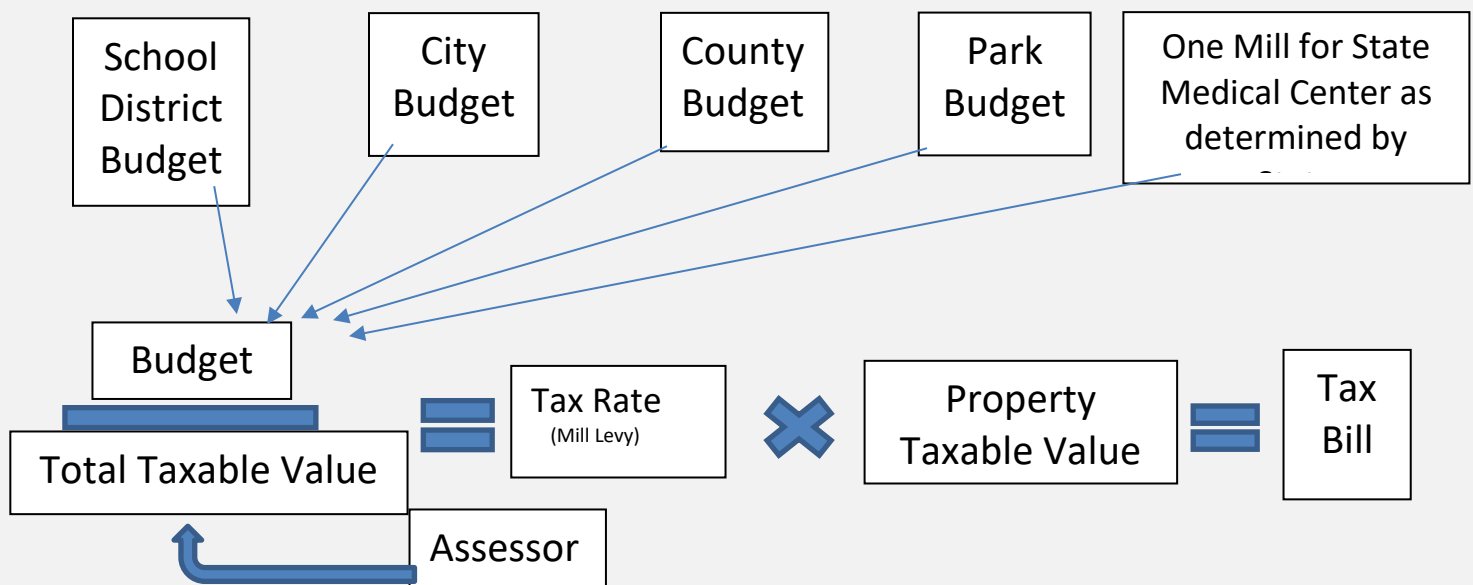 School
District
Budget
City
Budget
County
Budget
Park
Budget
One Mill for State
Medical Center as
determined by
Budget
Total Taxable Value
Tax Rate
(Mill Levy)
Property
Taxable Value
Tax
Bill
Assessor